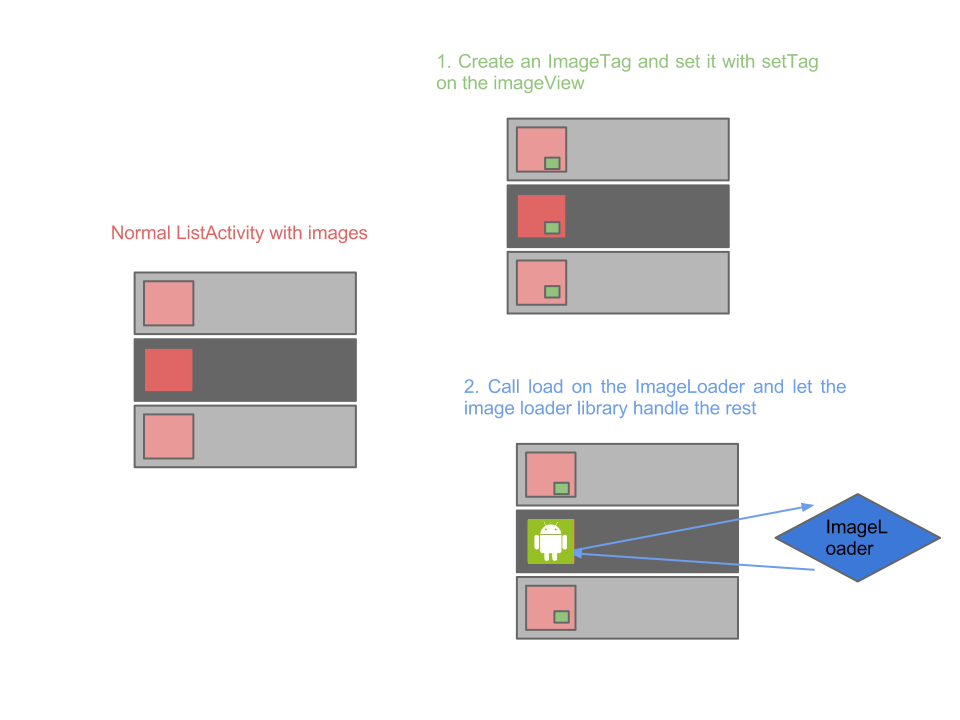 1. Create an ImageTag and set it with setTag
on the imageView
Normal ListActivity with images
2. Call load on the ImageLoader and let the
image loader library handle the rest
ImageL
oader